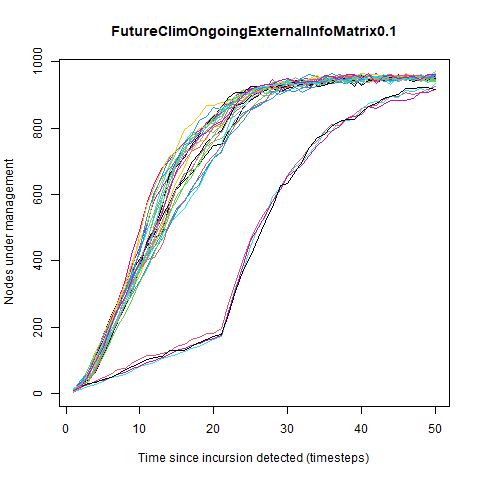 FutureClimOngoingExternalInfoMatrix0.1
Nodes under management
1000
800
600
400
200
0
0 10 20 30 40 50
Time since incursion detected (timesteps)